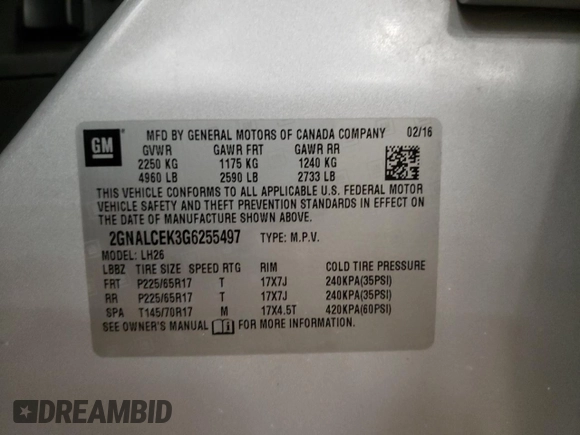 GM
MFD BY GENERAL MOTORS OF CANADA COMPANY 02/16
GVWR GAWR FRT GAWR RR
2250 KG 1175 KG 1240 KG
4960 LB 2590 LB 2733 LB
THIS VEHICLE CONFORMS TO ALL APPLICABLE U.S. FEDERAL MOTOR
VEHICLE SAFETY AND THEFT PREVENTION STANDARDS IN EFFECT ON
THE DATE OF MANUFACTURE SHOWN ABOVE.
2GNALCEK3G6255497 TYPE: M.P.V.
MODEL: LH26
LBBZ TIRE SIZE SPEED RTG RIM COLD TIRE PRESSURE
FRT P225/65R17 T 17X7J 240KPA(35PSI)
RR P225/65R17 T 17X7J 240KPA(35PSI)
SPA T145/70R17 M 17X4.5T 420KPA(60PSI)
SEE OWNER'S MANUAL FOR MORE INFORMATION.
DREAMBID